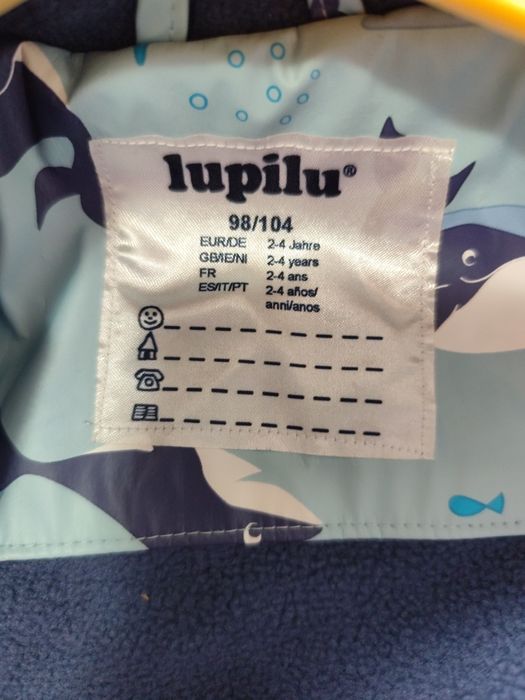 lupilu®
98/104
EUR/DE 2-4 Jahre
GB/IE/NI 2-4 years
FR 2-4 ans
ES/IT/PT 2-4 años/
anni/anos